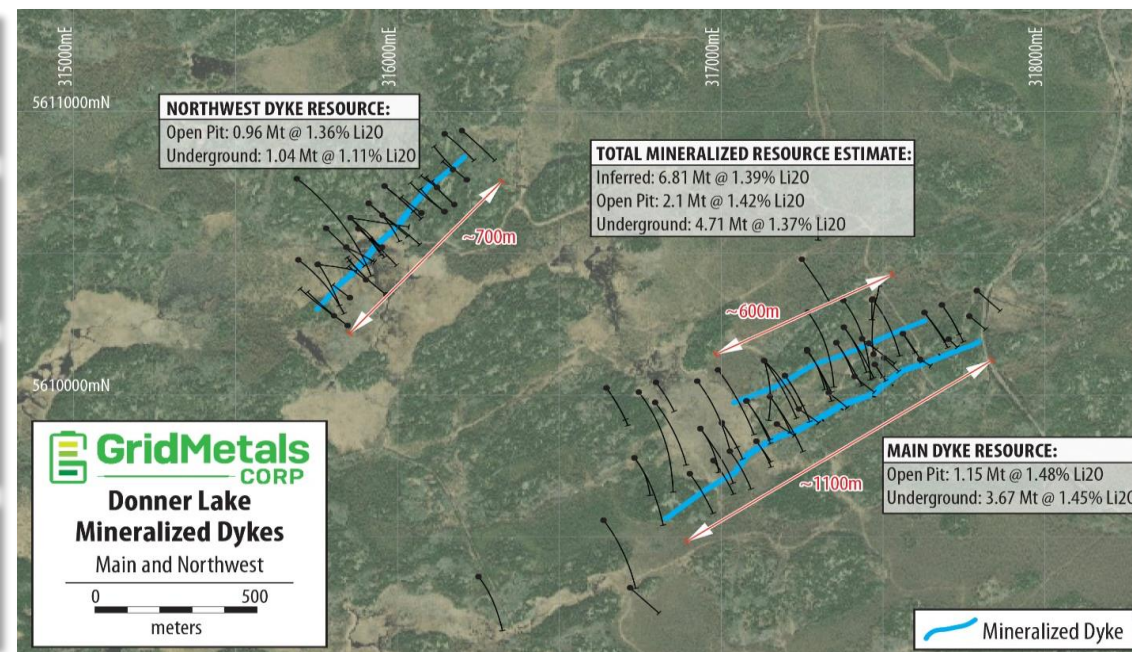 315000mE
316000mE
317000mE
318000mE
5611000mN
NORTHWEST DYKE RESOURCE:
Open Pit: 0.96 Mt @ 1.36% Li2O
Underground: 1.04 Mt @ 1.11% Li2O
TOTAL MINERALIZED RESOURCE ESTIMATE:
Inferred: 6.81 Mt @ 1.39% Li2O
Open Pit: 2.1 Mt @ 1.42% Li2O
Underground: 4.71 Mt @ 1.37% Li2O
~700m
~600m
5610000mN
MAIN DYKE RESOURCE:
Open Pit: 1.15 Mt @ 1.48% Li2O
Underground: 3.67 Mt @ 1.45% Li2O
~1100m
GridMetals
CORP
Donner Lake
Mineralized Dykes
Main and Northwest
0 500
meters
Mineralized Dyke